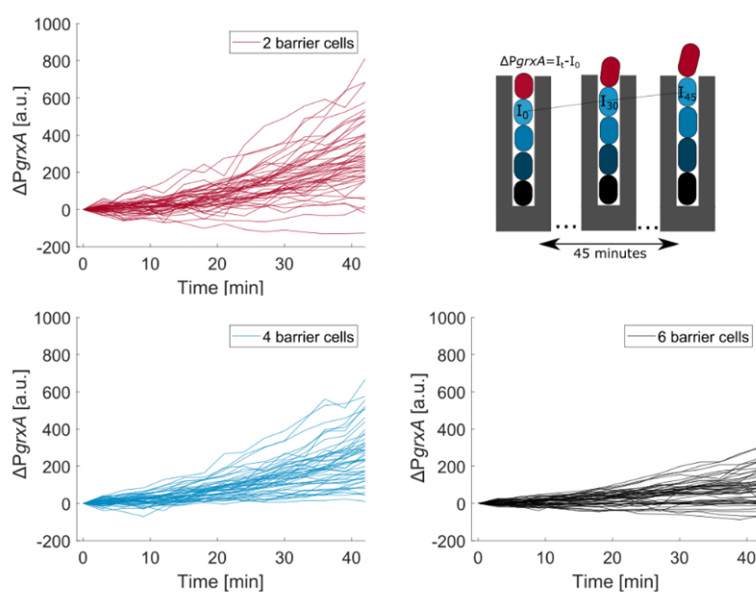 1000
800
600
400
200
0
-200
ΔPgrxA [a.u.]
2 barrier cells
0 10 20 30 40
Time [min]
ΔPgrxA=It-I0
I0 I30 I45
... ...
45 minutes
1000
800
600
400
200
0
-200
ΔPgrxA [a.u.]
4 barrier cells
0 10 20 30 40
Time [min]
1000
800
600
400
200
0
-200
ΔPgrxA [a.u.]
6 barrier cells
0 10 20 30 40
Time [min]